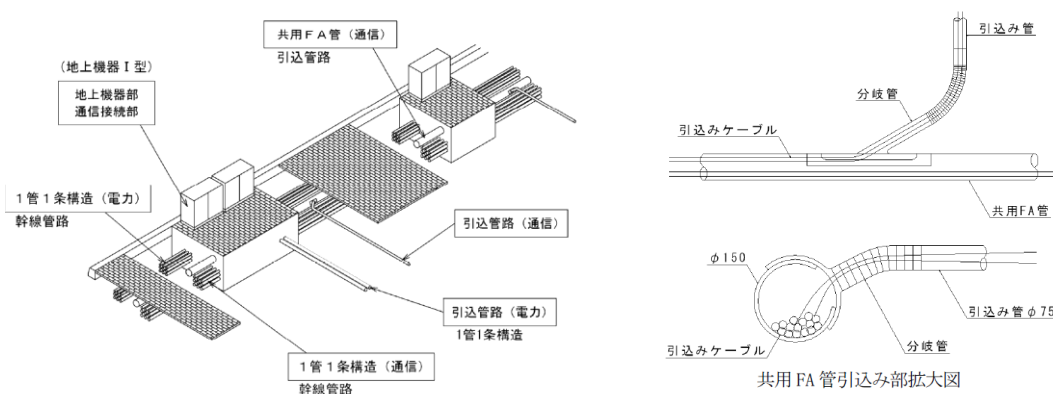 共用FA管(通信)
引込管路
(地上機器Ⅰ型)
地上機器部
通信接続部
1管1条構造(電力)
幹線管路
引込管路(通信)
引込管路(電力)
1管1条構造
1管1条構造(通信)
幹線管路
引込み管
分岐管
引込みケーブル
共用FA管
φ150
引込み管φ75
分岐管
引込みケーブル
共用 FA 管引込み部拡大図